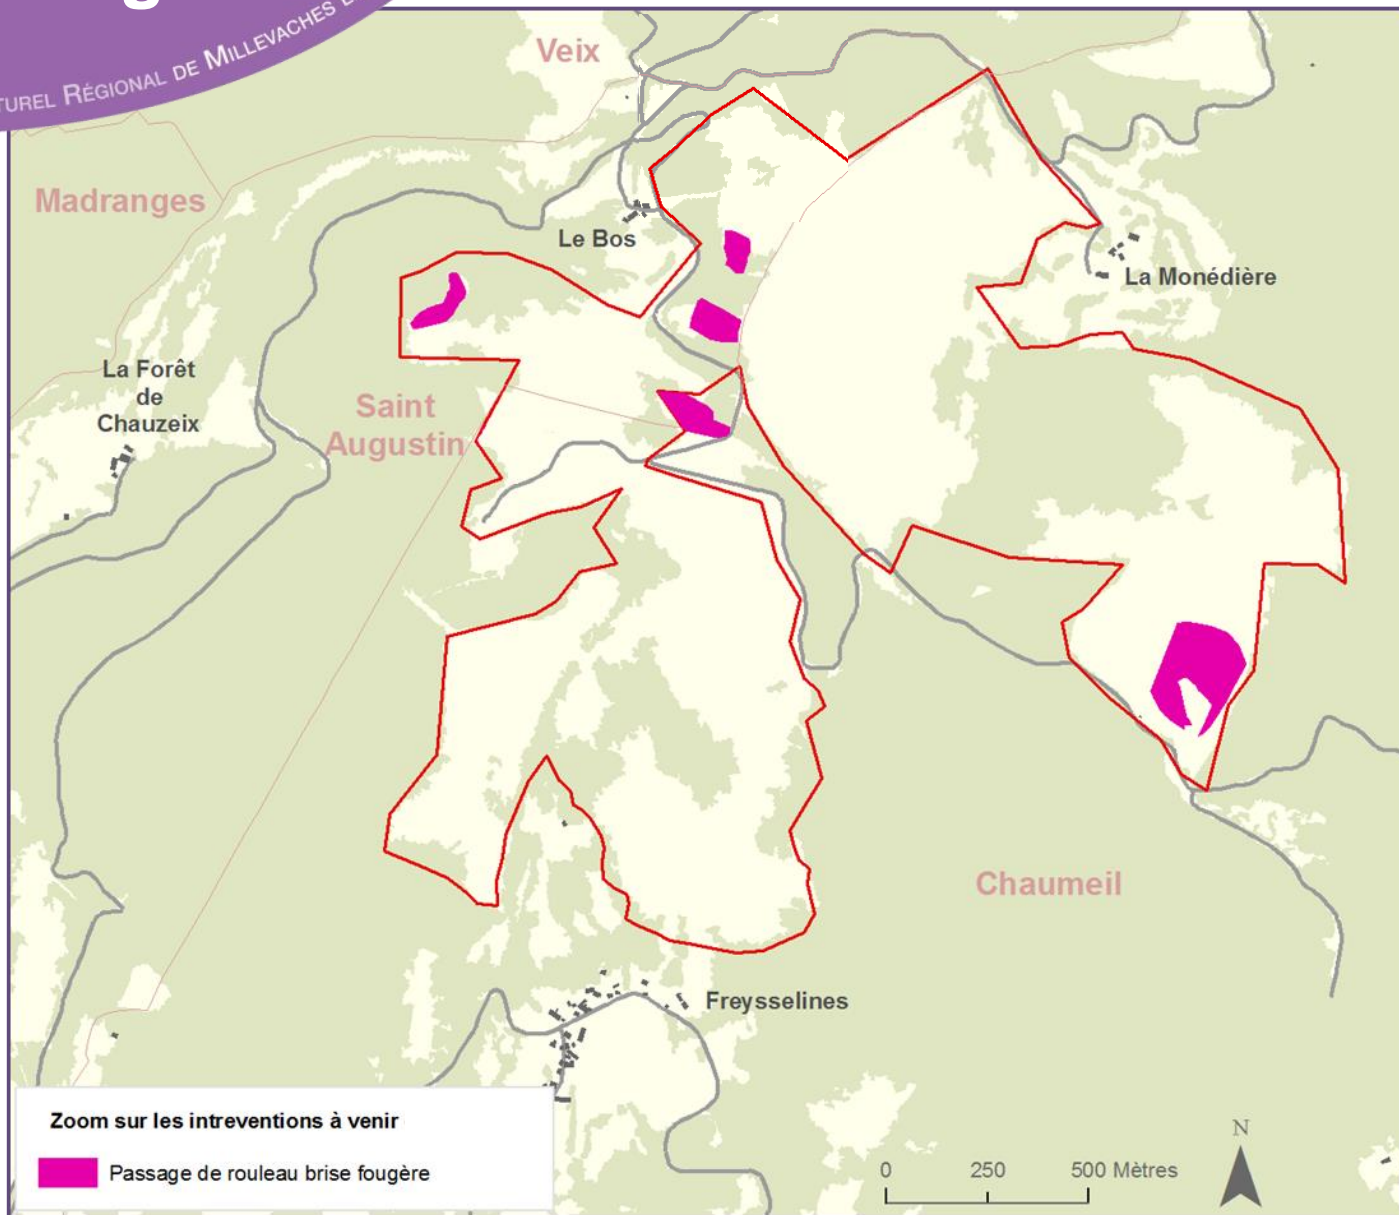 g
TUREL RÉGIONAL DE MILLEVACHES
Veix
Madranges
Le Bos
La Monédière
La Forêt
de
Chauzeix
Saint
Augustin
Chaumeil
Freysselines
Zoom sur les intreventions à venir
Passage de rouleau brise fougère
0 250 500 Mètres
N